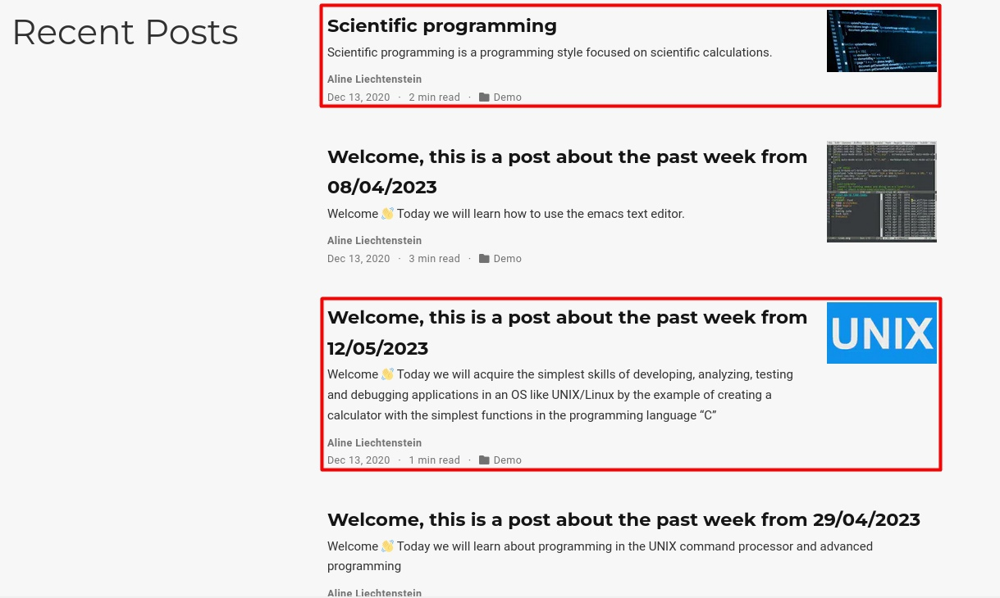 Recent Posts
Scientific programming
Scientific programming is a programming style focused on scientific calculations.
Aline Liechtenstein
Dec 13, 2020 · 2 min read · Demo
Welcome, this is a post about the past week from
08/04/2023
Welcome 👋 Today we will learn how to use the emacs text editor.
Aline Liechtenstein
Dec 13, 2020 · 3 min read · Demo
Welcome, this is a post about the past week from
12/05/2023
UNIX
Welcome 👋 Today we will acquire the simplest skills of developing, analyzing, testing
and debugging applications in an OS like UNIX/Linux by the example of creating a
calculator with the simplest functions in the programming language “C”
Aline Liechtenstein
Dec 13, 2020 · 1 min read · Demo
Welcome, this is a post about the past week from 29/04/2023
Welcome 👋 Today we will learn about programming in the UNIX command processor and advanced
programming
Aline Liechtenstein